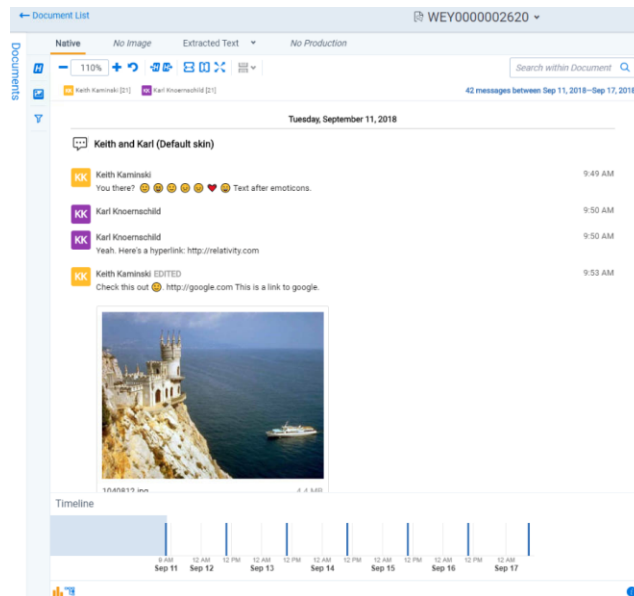 Document List
WEY0000002620
Documents
Native
No Image
Extracted Text
No Production
110%
Search within Document
Keith Kaminski [21]
Karl Knoernschild [21]
42 messages between Sep 11, 2018—Sep 17, 2018
Tuesday, September 11, 2018
Keith and Karl (Default skin)
KK
Keith Kaminski
9:49 AM
You there? 😐 😀 😐 😉 😉 ❤ 😛 Text after emoticons.
KK
Karl Knoernschild
9:50 AM
KK
Karl Knoernschild
9:50 AM
Yeah. Here's a hyperlink: http://relativity.com
KK
Keith Kaminski EDITED
9:53 AM
Check this out 🙂. http://google.com This is a link to google.
1040812.jpg
4.4 MB
Timeline
9 AM 12 AM 12 PM 12 AM 12 PM 12 AM 12 PM 12 AM 12 PM 12 AM 12 PM 12 AM
Sep 11 Sep 12 Sep 13 Sep 14 Sep 15 Sep 16 Sep 17